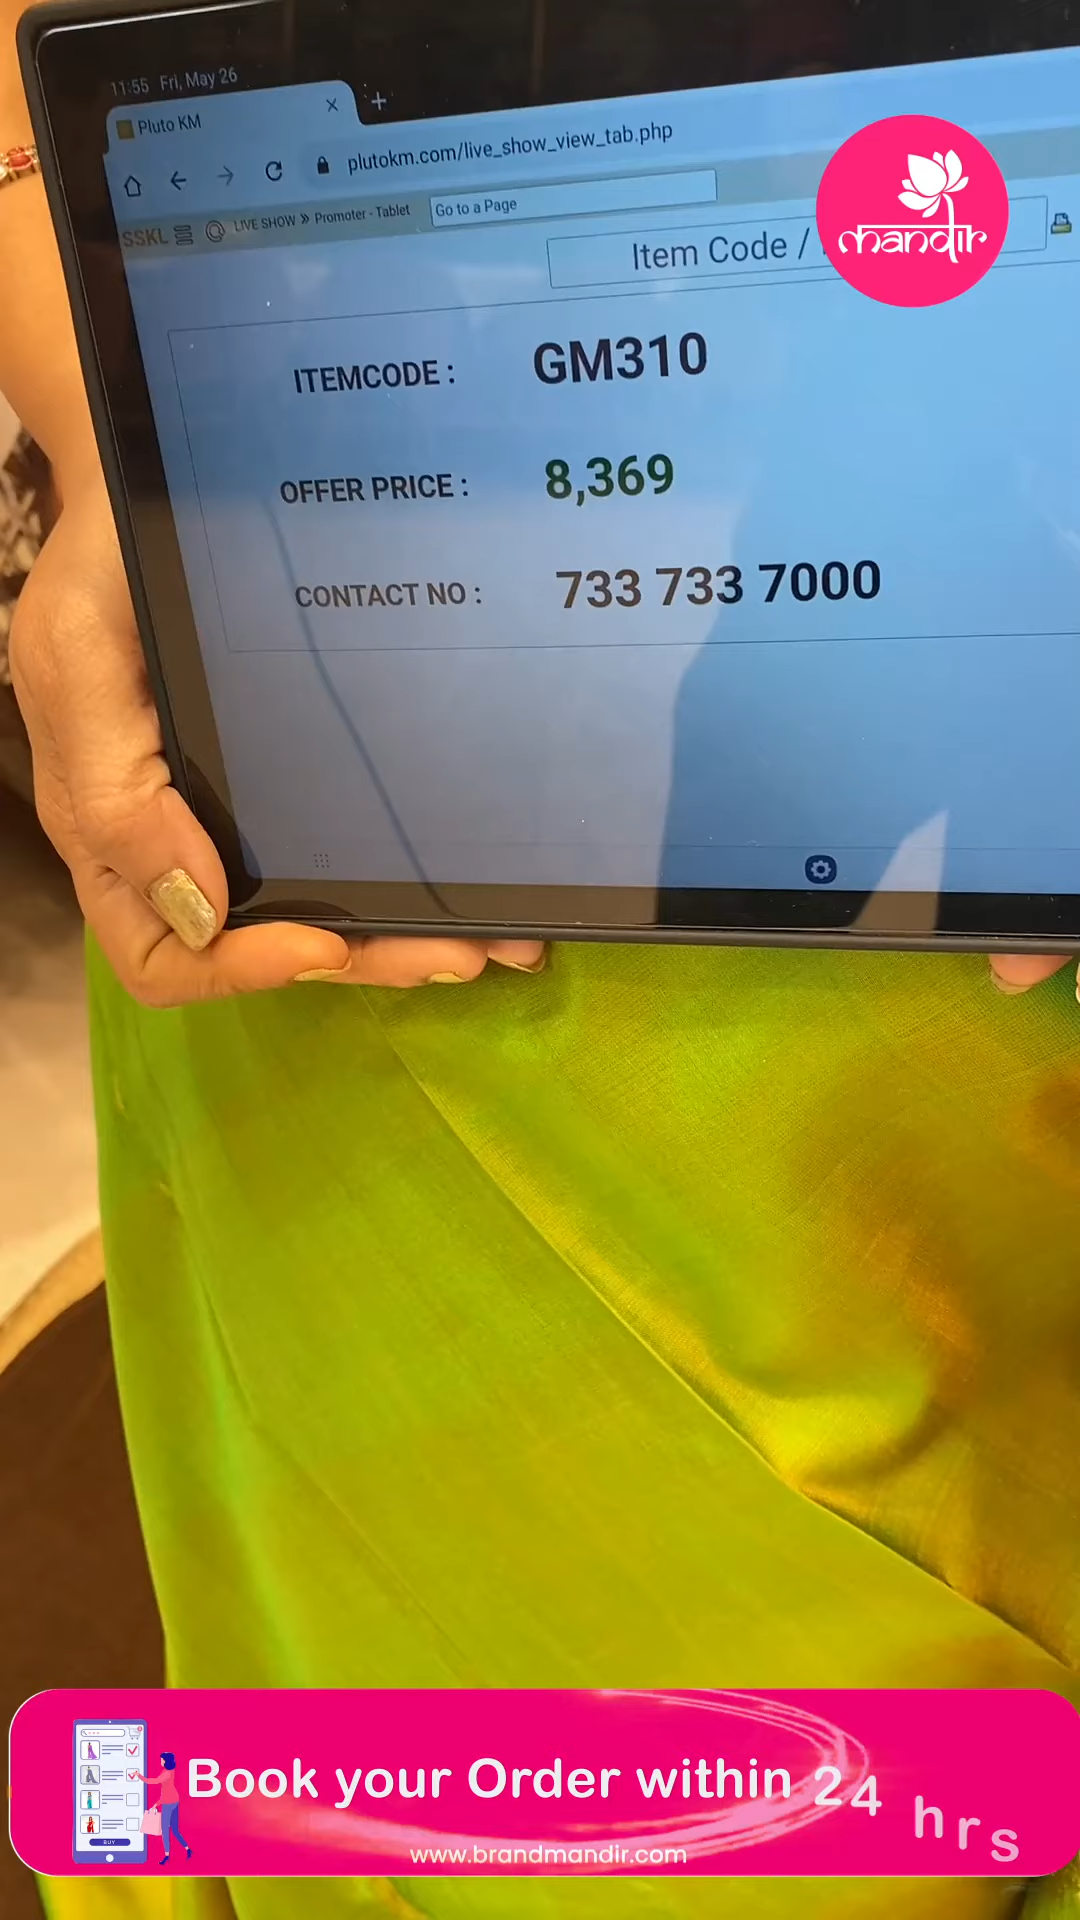 11:55 Fri, May 26
Pluto KM
plutokm.com/live_show_view_tab.php
SSKL LIVE SHOW » Promoter - Tablet Go to a Page
Item Code /
mandir
ITEMCODE : GM310
OFFER PRICE : 8,369
CONTACT NO : 733 733 7000
Book your Order within 24 hrs
www.brandmandir.com
BUY